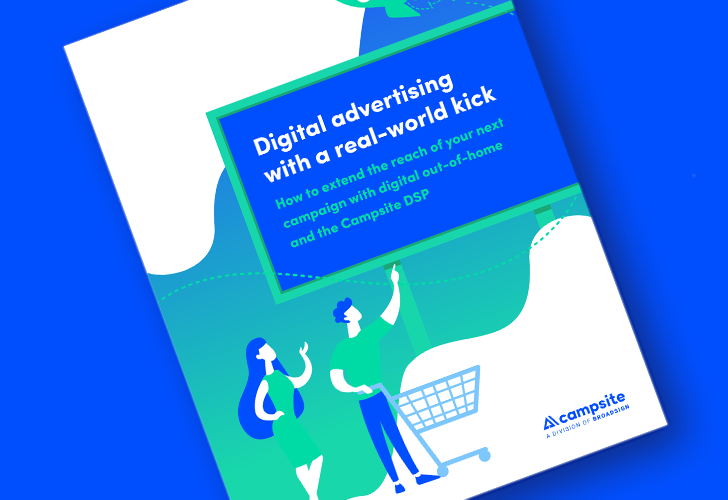 Digital advertising
with a real-world kick
How to extend the reach of your next
campaign with digital out-of-home
and the Campsite DSP
campsite
A DIVISION OF BROADSIGN